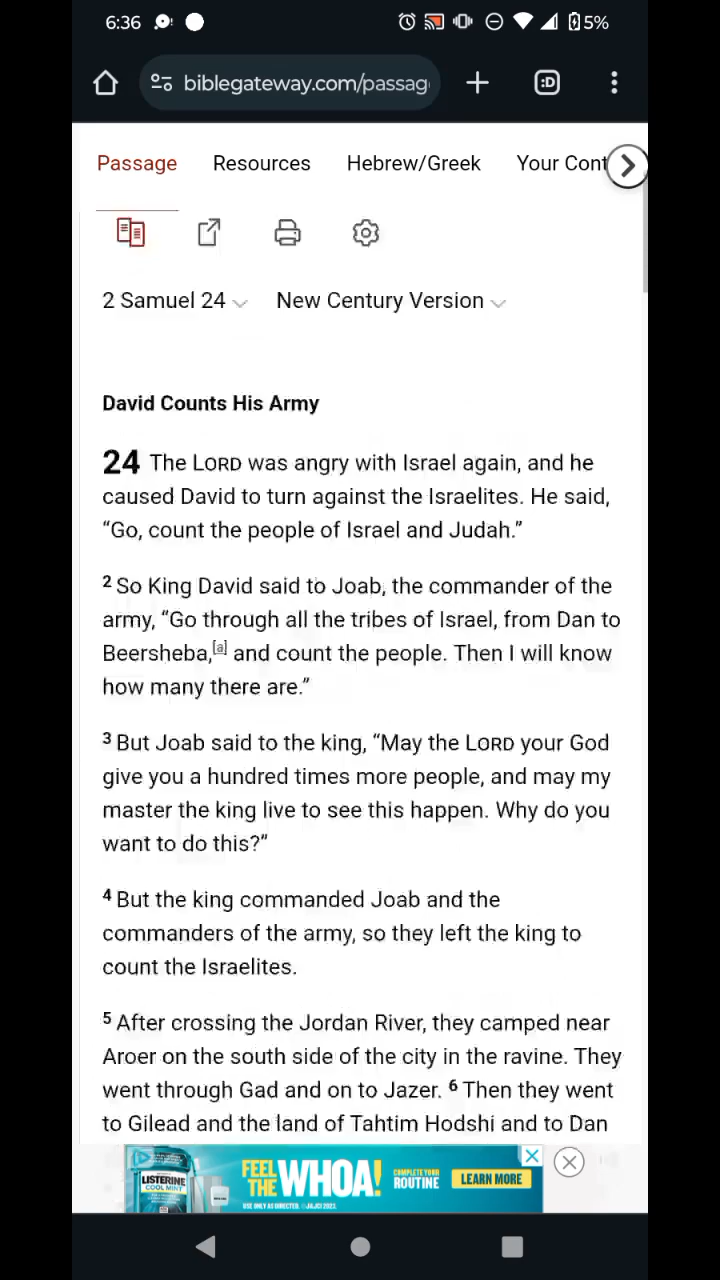 6:36 5%
biblegateway.com/passag
Passage Resources Hebrew/Greek Your Cont
2 Samuel 24 New Century Version
David Counts His Army
24 The LORD was angry with Israel again, and he
caused David to turn against the Israelites. He said,
“Go, count the people of Israel and Judah.”
2 So King David said to Joab, the commander of the
army, “Go through all the tribes of Israel, from Dan to
Beersheba,[a] and count the people. Then I will know
how many there are.”
3 But Joab said to the king, “May the LORD your God
give you a hundred times more people, and may my
master the king live to see this happen. Why do you
want to do this?”
4 But the king commanded Joab and the
commanders of the army, so they left the king to
count the Israelites.
5 After crossing the Jordan River, they camped near
Aroer on the south side of the city in the ravine. They
went through Gad and on to Jazer. 6 Then they went
to Gilead and the land of Tahtim Hodshi and to Dan
LISTERINE
COOL MINT
FEEL
THE
WHOA!
COMPLETE YOUR
ROUTINE
LEARN MORE
USE ONLY AS DIRECTED. ©J&JCI 2023.